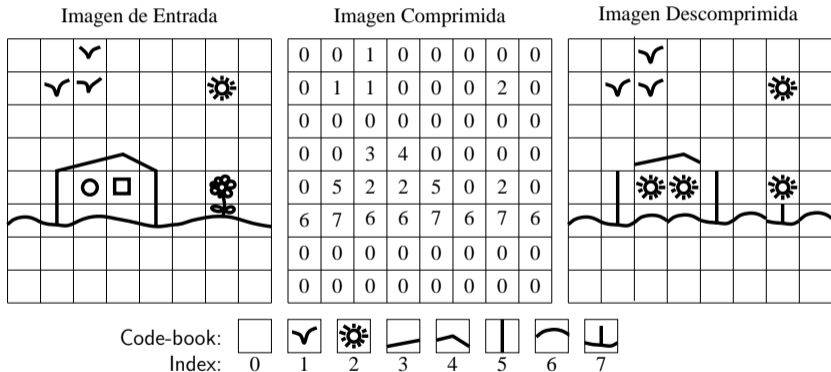 Imagen de Entrada Imagen Comprimida Imagen Descomprimida
0 0 1 0 0 0 0 0
0 1 1 0 0 0 2 0
0 0 0 0 0 0 0 0
0 0 3 4 0 0 0 0
0 5 2 2 5 0 2 0
6 7 6 6 7 6 7 6
0 0 0 0 0 0 0 0
0 0 0 0 0 0 0 0
Code-book:
Index: 0 1 2 3 4 5 6 7